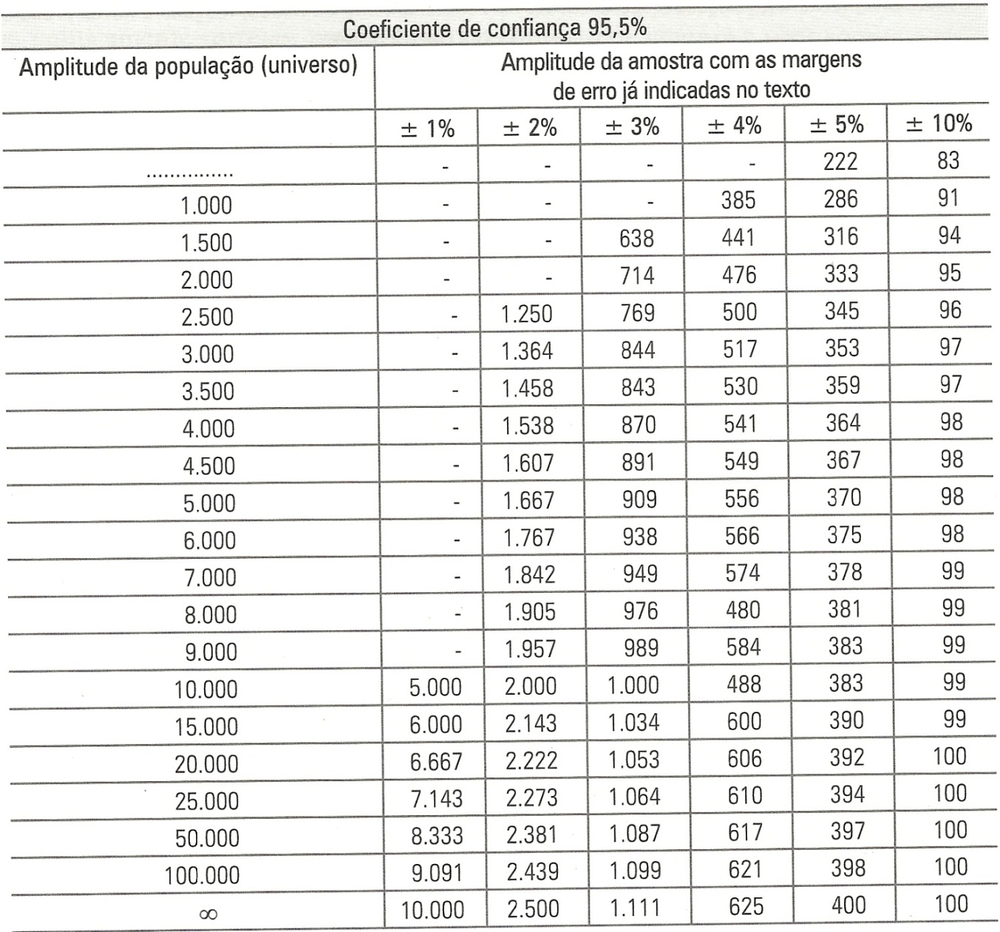 Coeficiente de confiança 95,5%
Amplitude da população (universo) Amplitude da amostra com as margens
de erro já indicadas no texto
± 1% ± 2% ± 3% ± 4% ± 5% ± 10%
............... - - - - 222 83
1.000 - - - 385 286 91
1.500 - - 638 441 316 94
2.000 - - 714 476 333 95
2.500 - 1.250 769 500 345 96
3.000 - 1.364 844 517 353 97
3.500 - 1.458 843 530 359 97
4.000 - 1.538 870 541 364 98
4.500 - 1.607 891 549 367 98
5.000 - 1.667 909 556 370 98
6.000 - 1.767 938 566 375 98
7.000 - 1.842 949 574 378 99
8.000 - 1.905 976 480 381 99
9.000 - 1.957 989 584 383 99
10.000 5.000 2.000 1.000 488 383 99
15.000 6.000 2.143 1.034 600 390 99
20.000 6.667 2.222 1.053 606 392 100
25.000 7.143 2.273 1.064 610 394 100
50.000 8.333 2.381 1.087 617 397 100
100.000 9.091 2.439 1.099 621 398 100
∞ 10.000 2.500 1.111 625 400 100